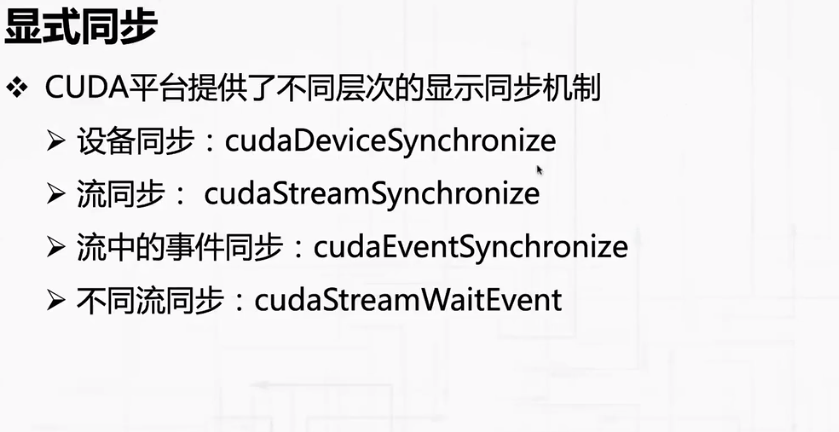 显式同步
❖ CUDA平台提供了不同层次的显示同步机制
➢ 设备同步：cudaDeviceSynchronize
➢ 流同步： cudaStreamSynchronize
➢ 流中的事件同步：cudaEventSynchronize
➢ 不同流同步：cudaStreamWaitEvent